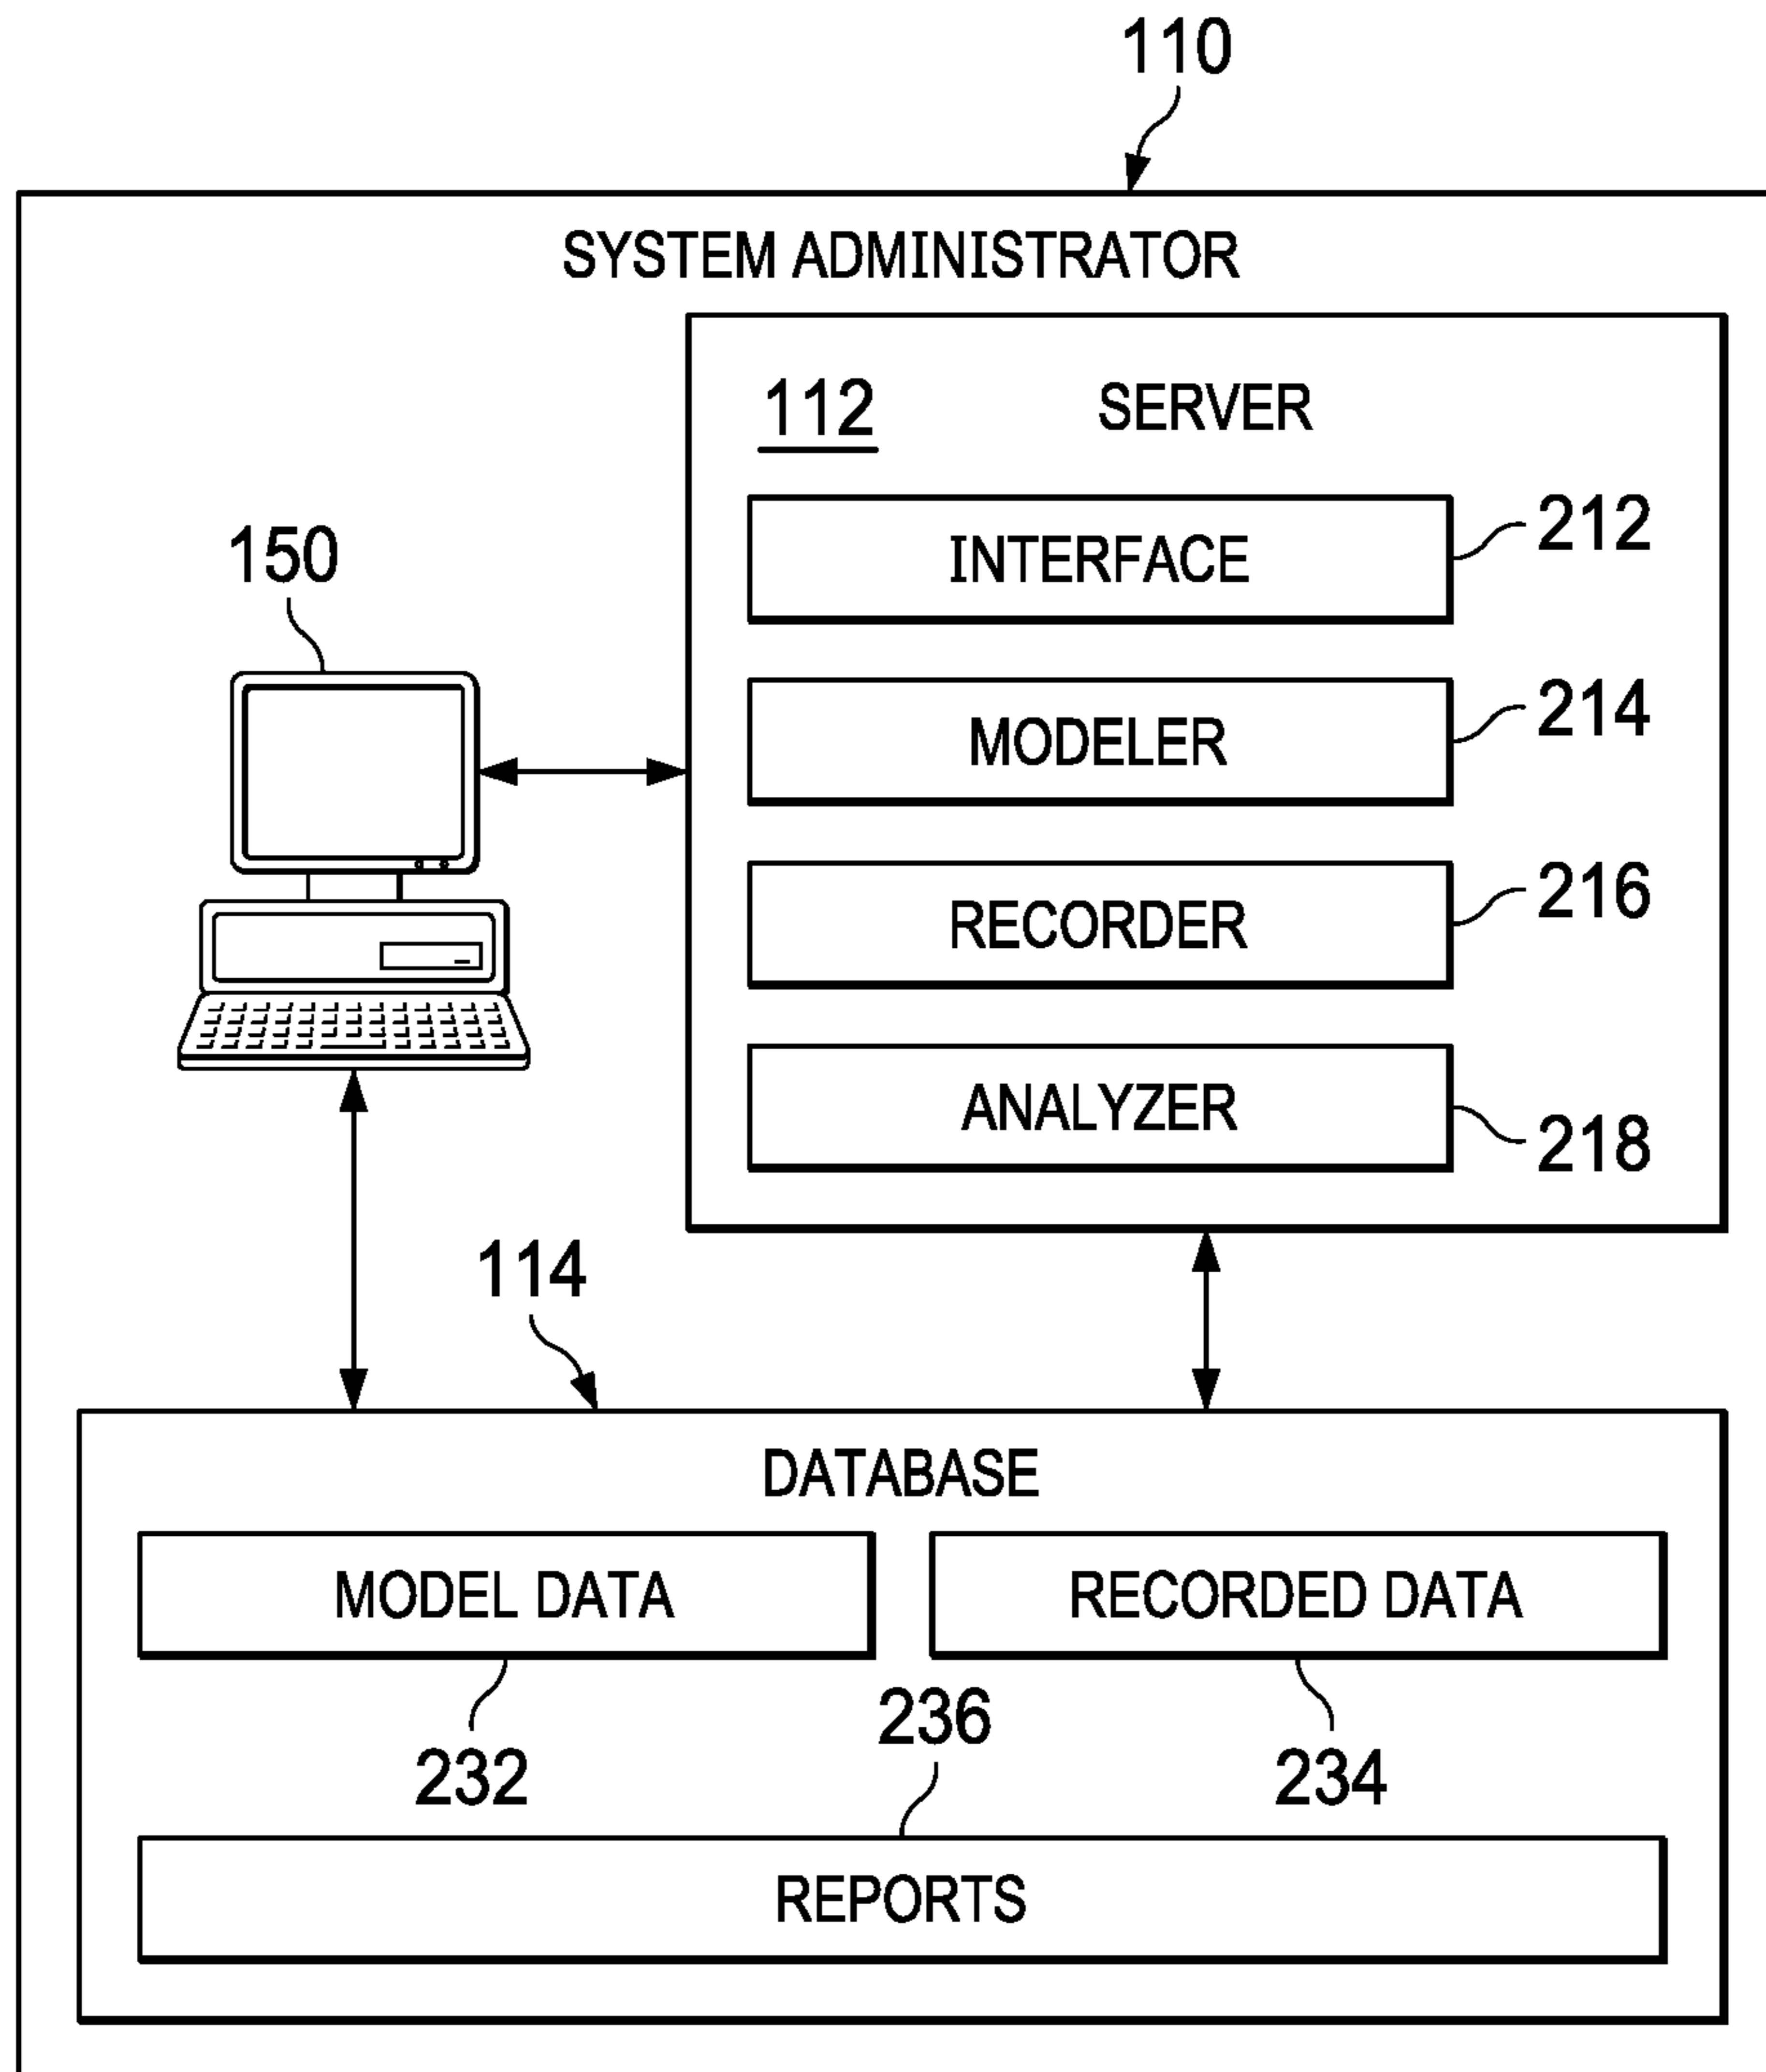 110
SYSTEM ADMINISTRATOR
112 SERVER
150
INTERFACE 212
MODELER 214
RECORDER 216
ANALYZER 218
114
DATABASE
MODEL DATA RECORDED DATA
232 236 234
REPORTS